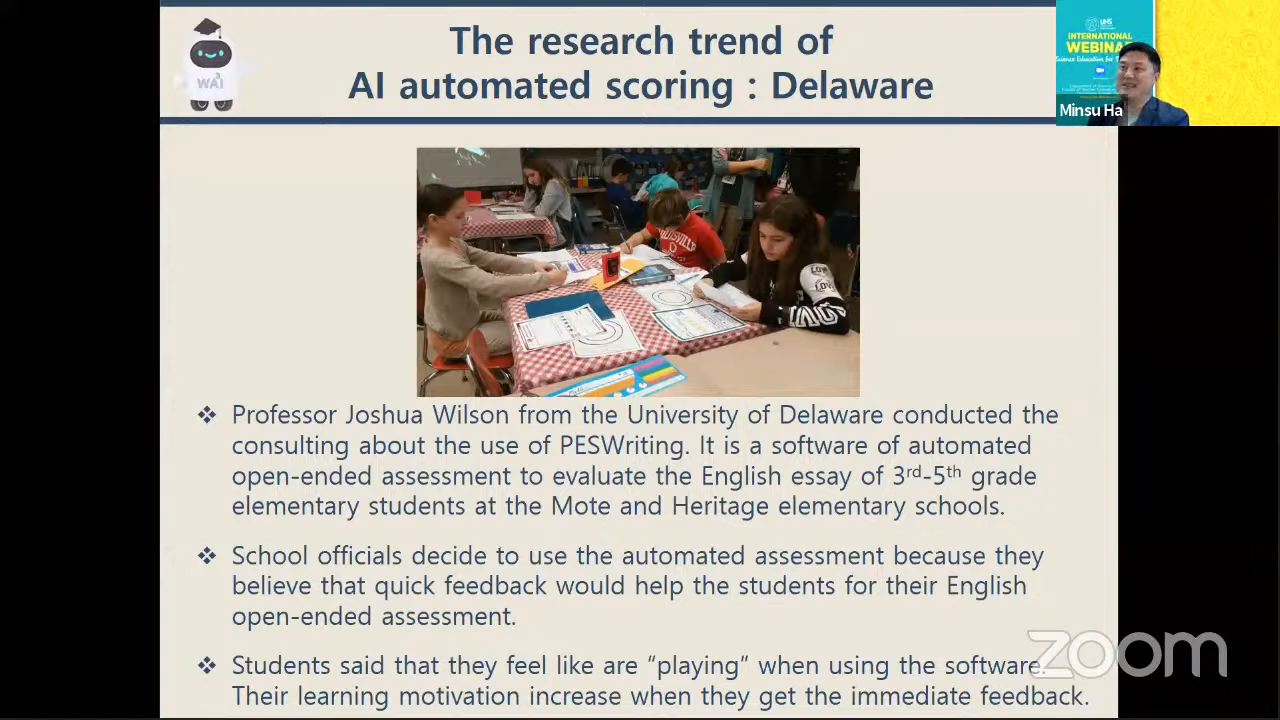 The research trend of
AI automated scoring : Delaware
WAI
UNS
INTERNATIONAL
WEBINAR
Minsu Ha
Professor Joshua Wilson from the University of Delaware conducted the
consulting about the use of PESWriting. It is a software of automated
open-ended assessment to evaluate the English essay of 3rd-5th grade
elementary students at the Mote and Heritage elementary schools.
School officials decide to use the automated assessment because they
believe that quick feedback would help the students for their English
open-ended assessment.
Students said that they feel like are “playing” when using the software.
Their learning motivation increase when they get the immediate feedback.
zoom